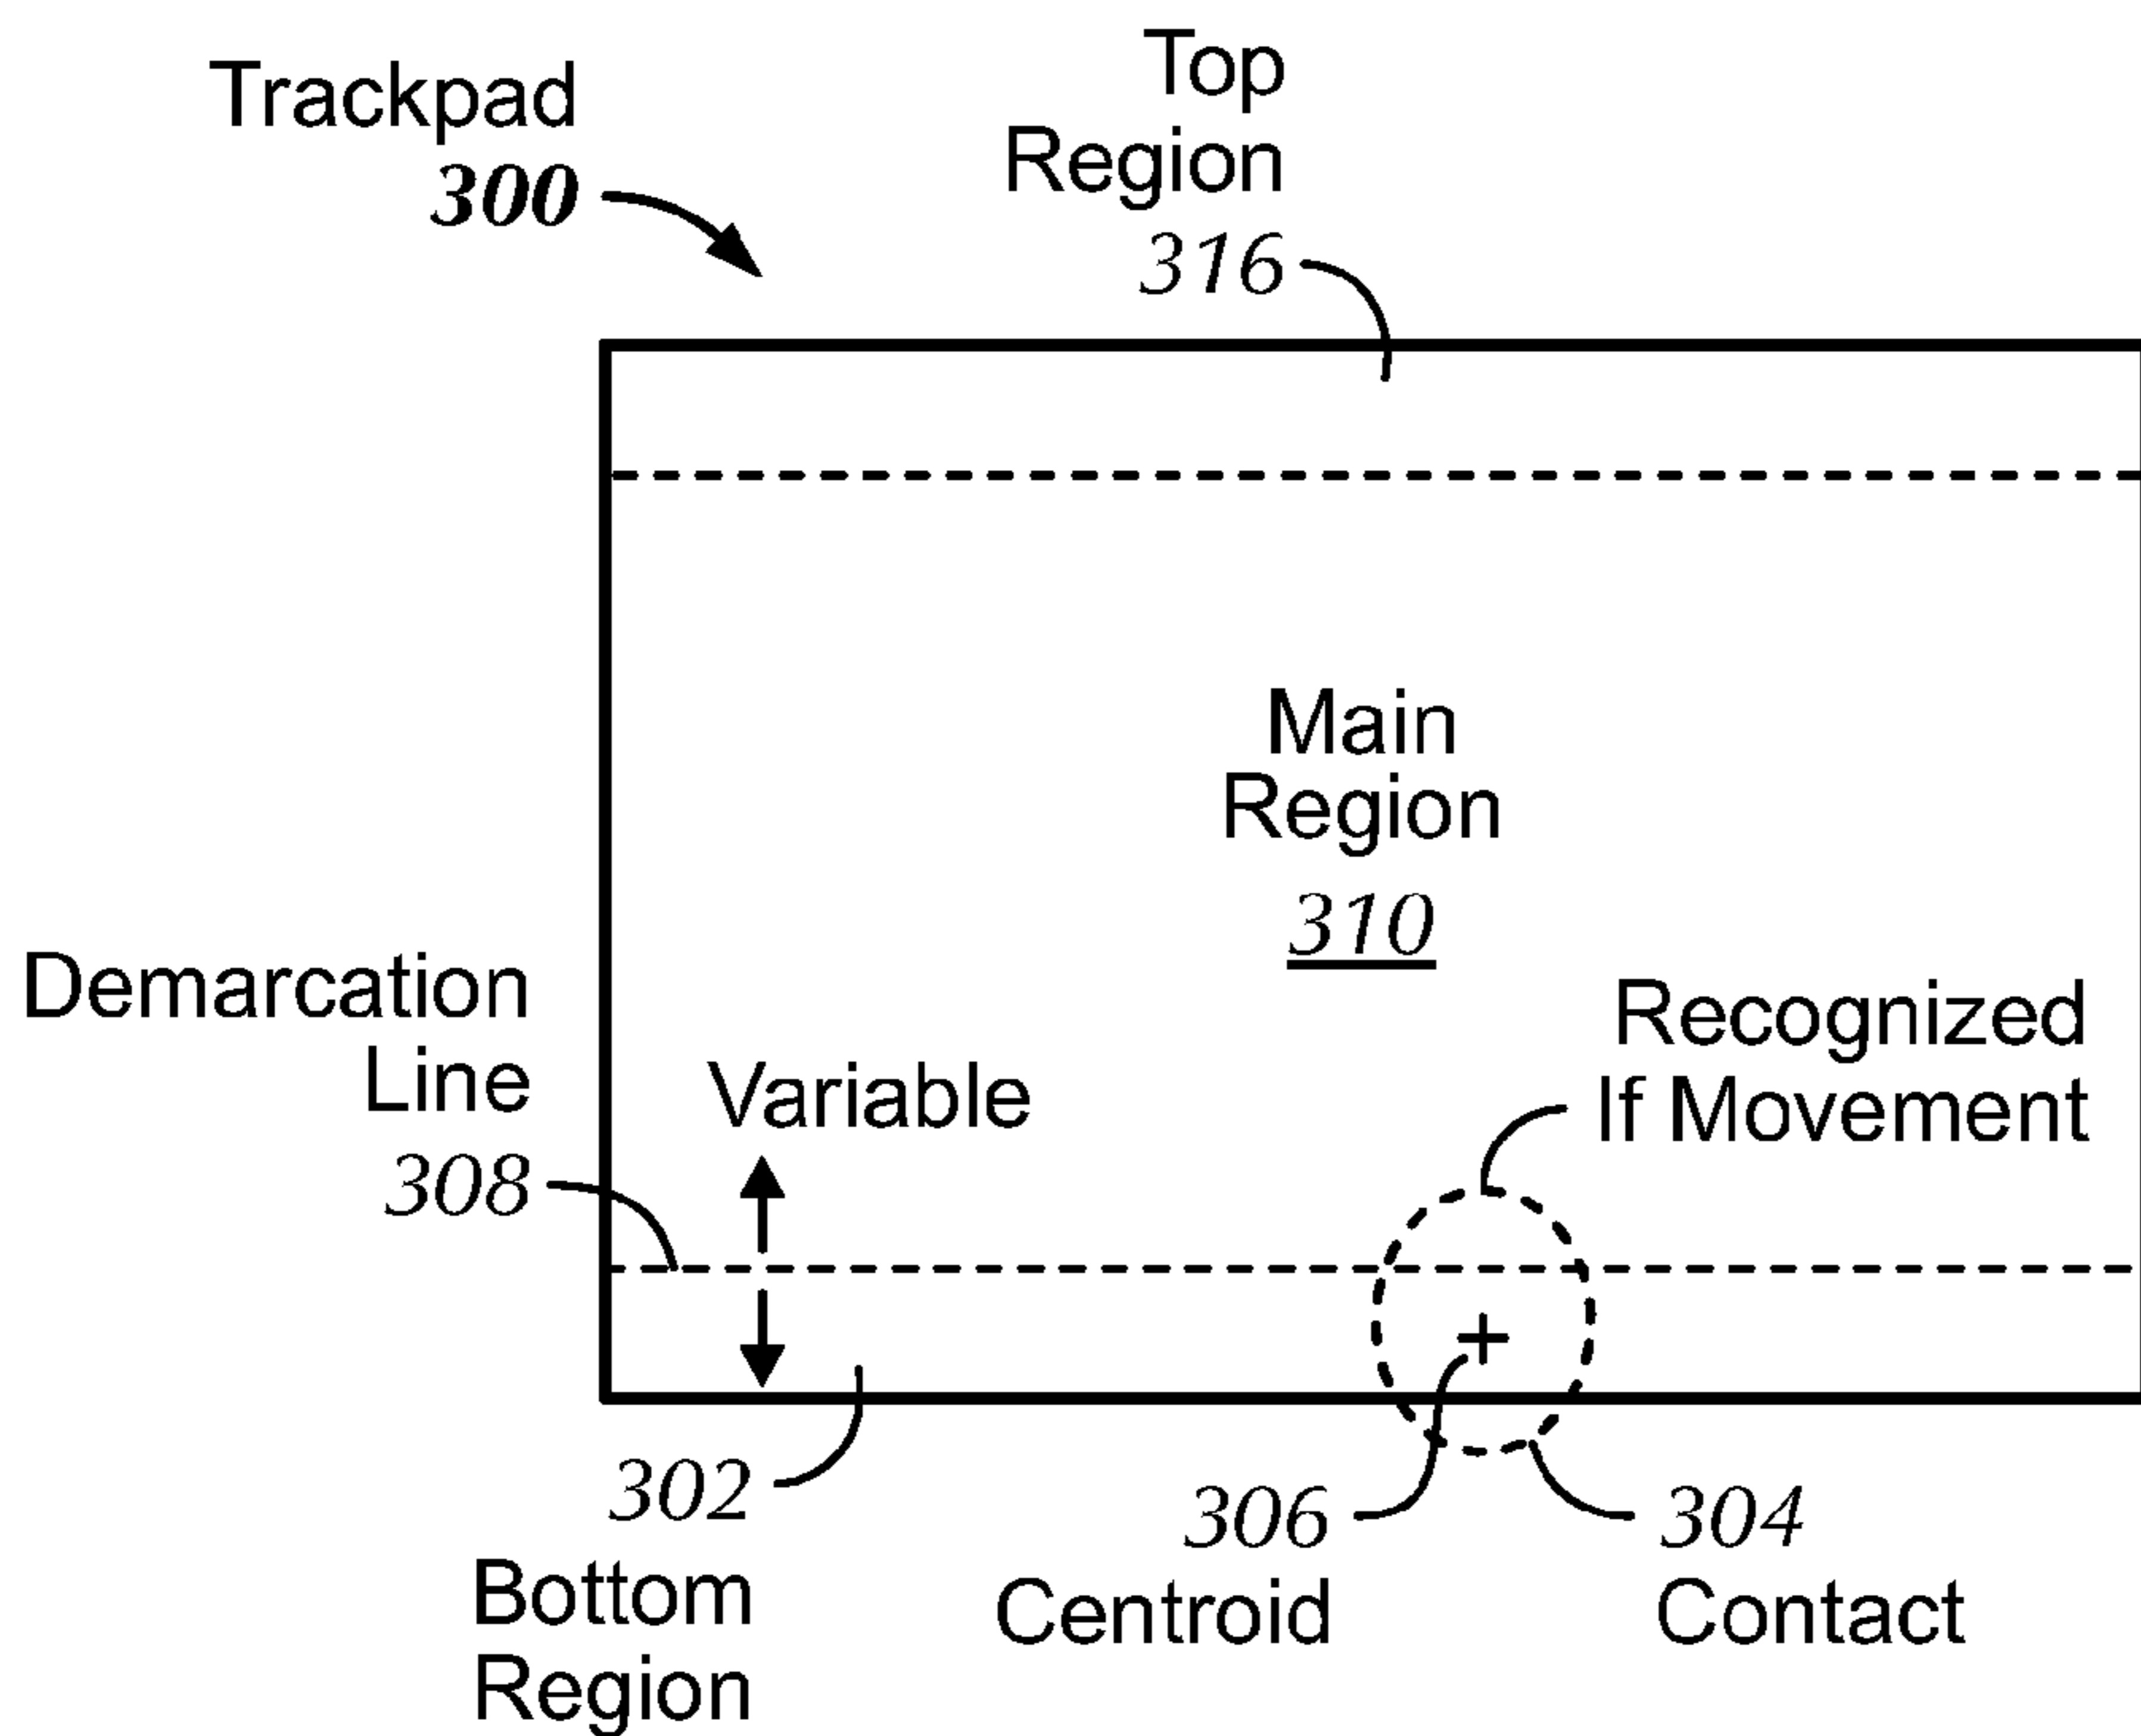 Trackpad
300
Top
Region
316
Main
Region
310
Demarcation
Line
308
Variable
Recognized
If Movement
302
Bottom
Region
306
Centroid
304
Contact